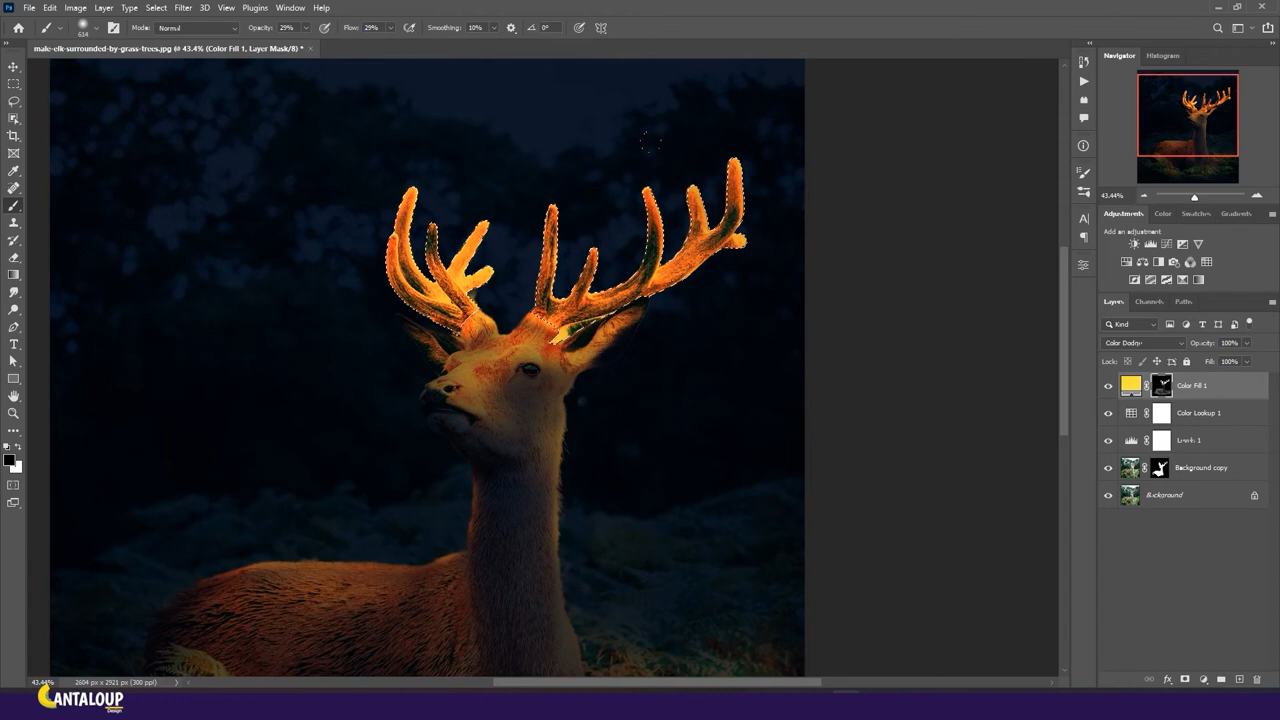 Ps File Edit Image Layer Type Select Filter 3D View Plugins Window Help
614 Mode: Normal Opacity: 29% Flow: 29% Smoothing: 10% 0°
male-elk-surrounded-by-grass-trees.jpg @ 43.4% (Color Fill 1, Layer Mask/8) *
Navigator Histogram
43.44%
Adjustments Color Swatches Gradients
Add an adjustment
Layers Channels Paths
Kind
Color Dodge Opacity: 100%
Lock: Fill: 100%
Color Fill 1
Color Lookup 1
Levels 1
Background copy
Background
43.44% 2604 px x 2921 px (300 ppi)
CANTALOUP
Design